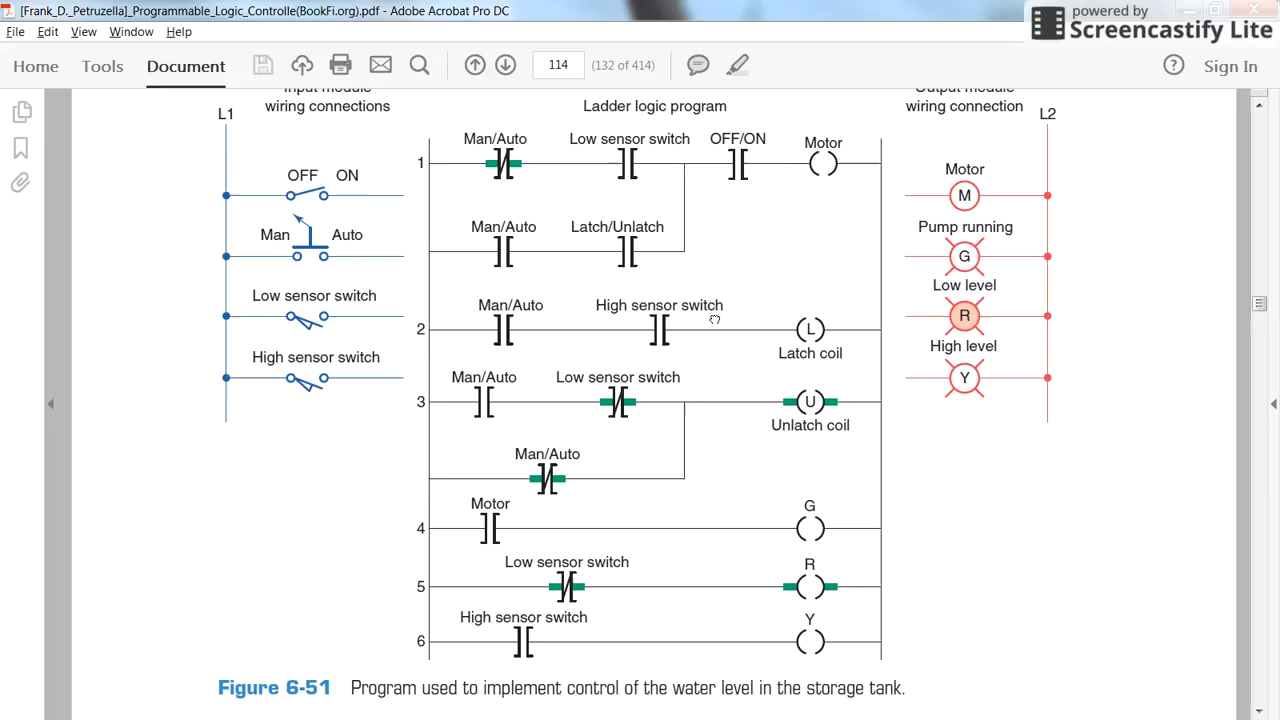 [Frank_D._Petruzella]_Programmable_Logic_Controlle(BookFi.org).pdf - Adobe Acrobat Pro DC
powered by
Screencastify Lite
File Edit View Window Help
Home Tools Document 114 (132 of 414) Sign In
Input module
wiring connections
Ladder logic program
Output module
wiring connection
L1
L2
OFF ON
Man Auto
Low sensor switch
High sensor switch
1
Man/Auto Low sensor switch OFF/ON Motor
Man/Auto Latch/Unlatch
2
Man/Auto High sensor switch
L
Latch coil
3
Man/Auto Low sensor switch
U
Unlatch coil
Man/Auto
4
Motor G
5
Low sensor switch R
6
High sensor switch Y
Motor
M
Pump running
G
Low level
R
High level
Y
Figure 6-51 Program used to implement control of the water level in the storage tank.